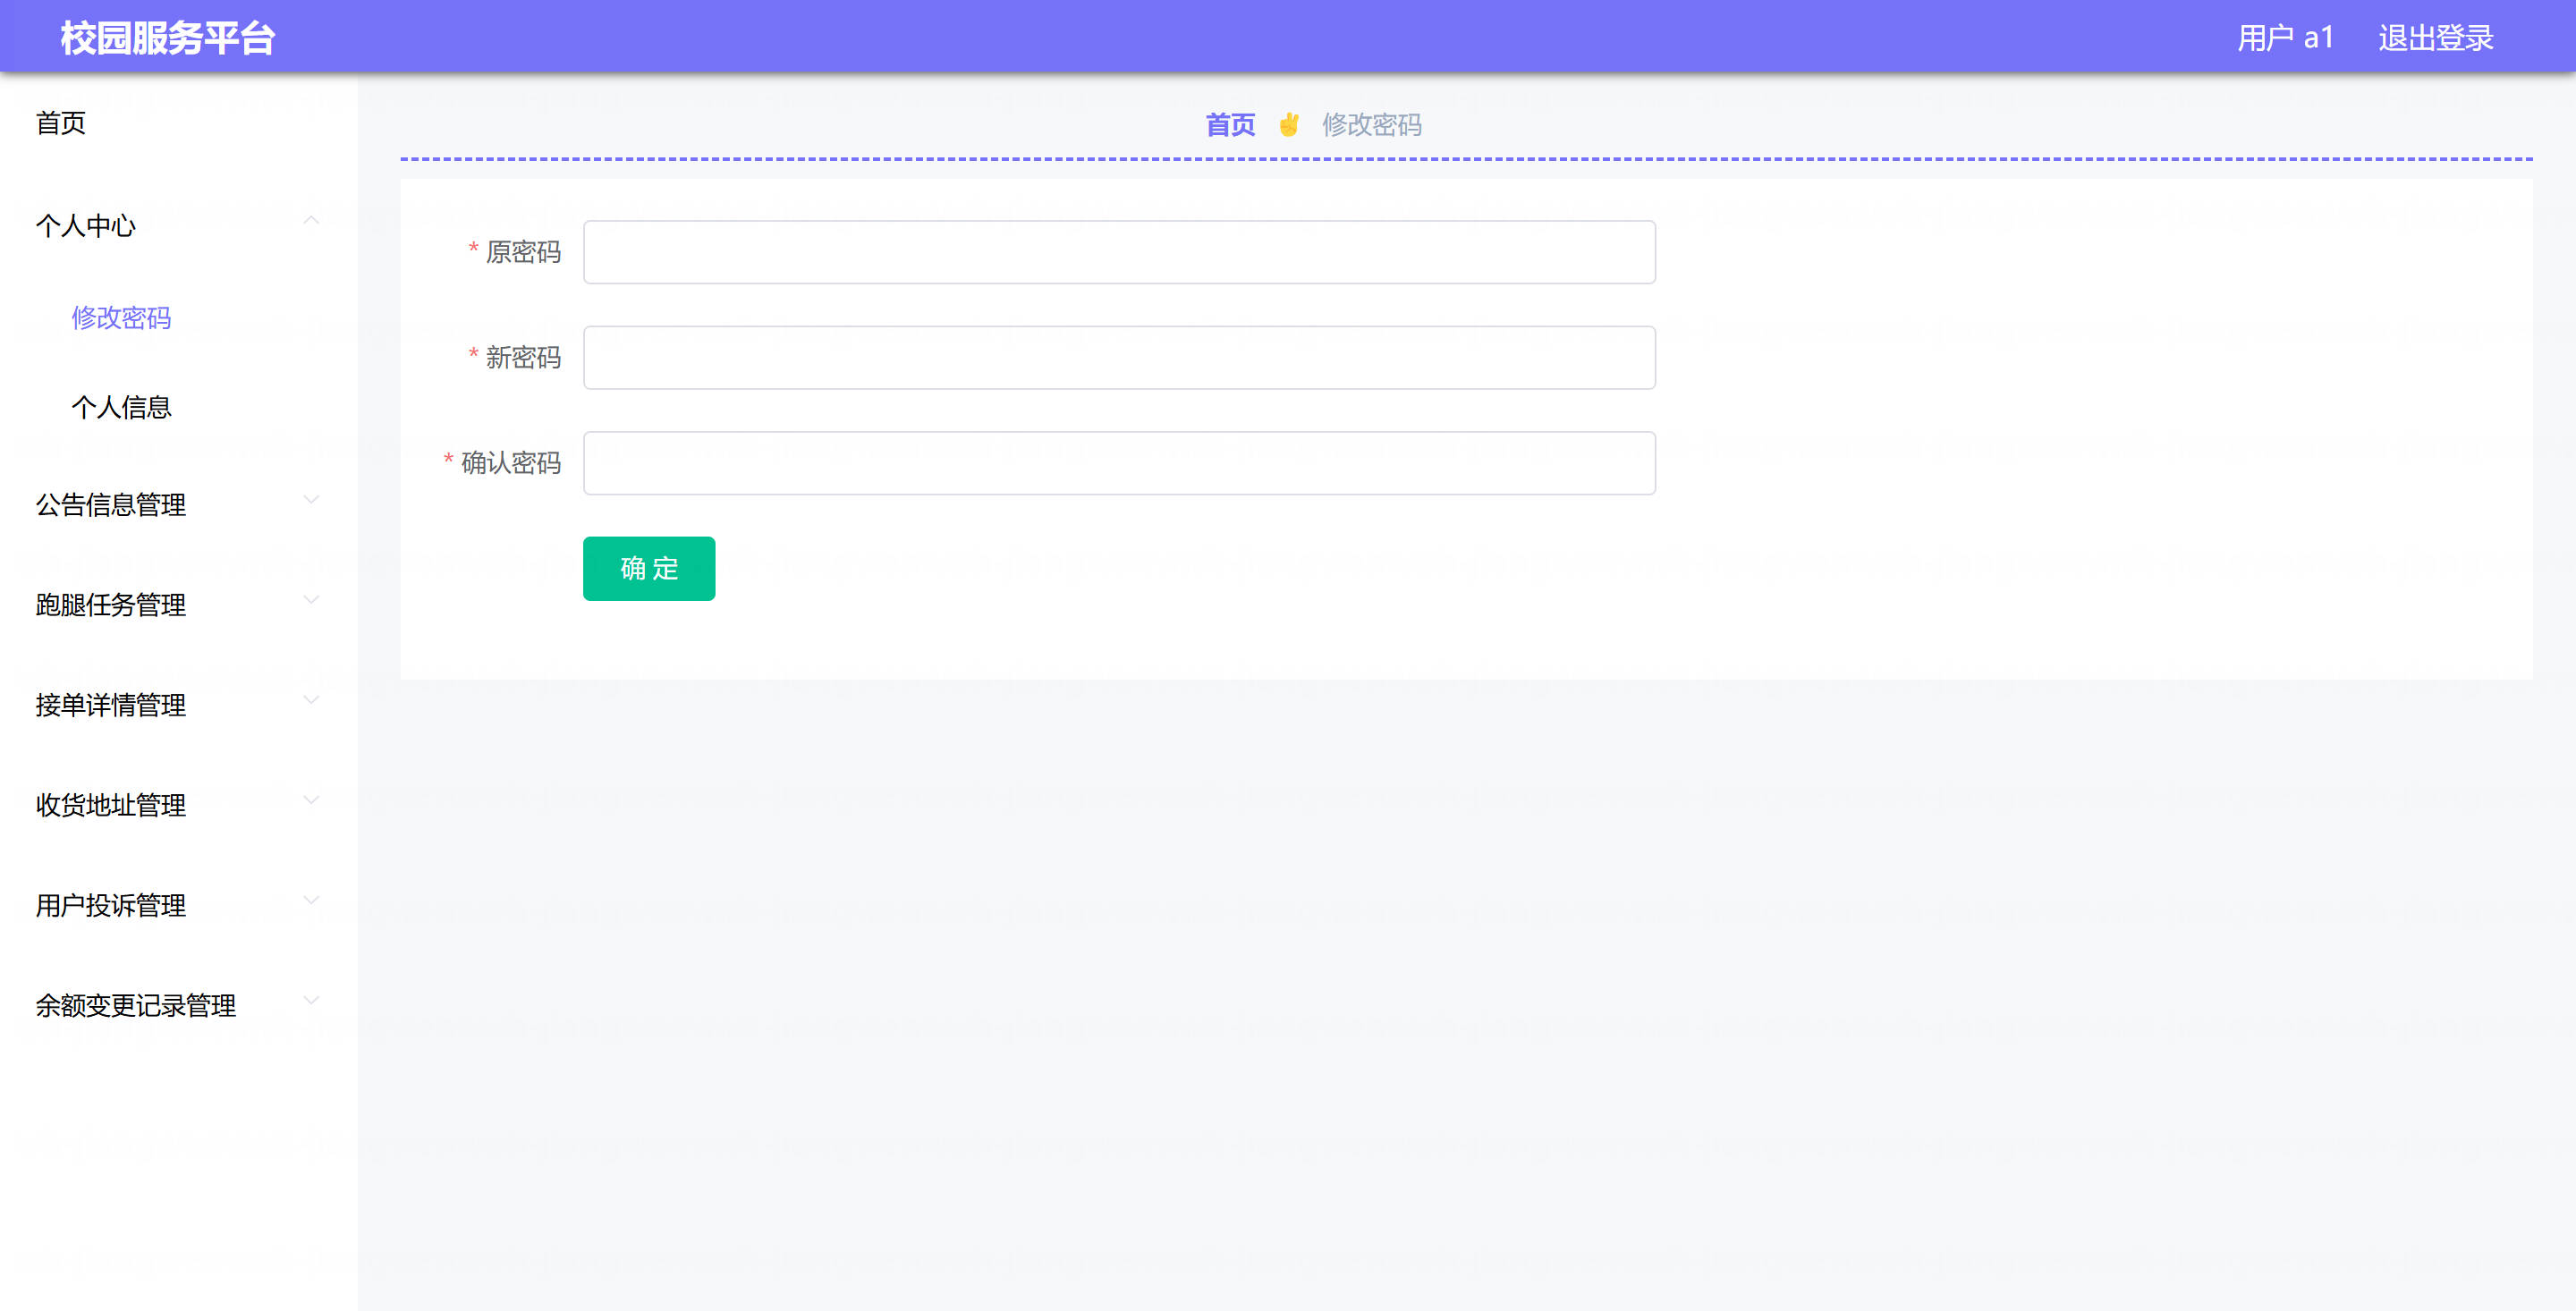 校园服务平台
用户 a1 退出登录
首页
个人中心
修改密码
个人信息
公告信息管理
跑腿任务管理
接单详情管理
收货地址管理
用户投诉管理
余额变更记录管理
首页 ✌ 修改密码
* 原密码
* 新密码
* 确认密码
确 定